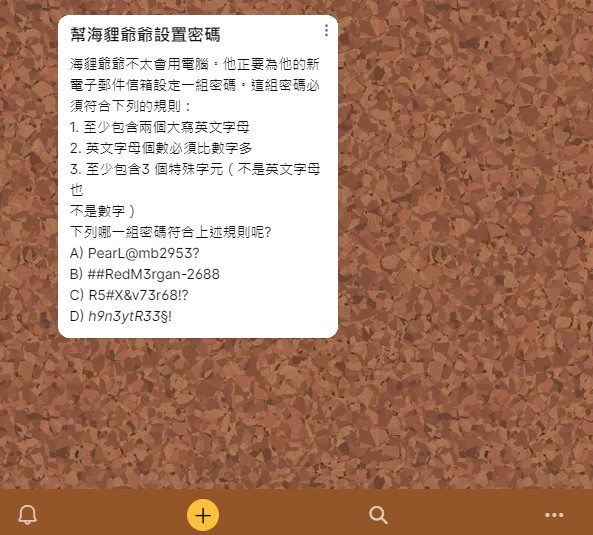 幫海貍爺爺設置密碼
海貍爺爺不太會用電腦。他正要為他的新
電子郵件信箱設定一組密碼。這組密碼必
須符合下列的規則：
1. 至少包含兩個大寫英文字母
2. 英文字母個數必須比數字多
3. 至少包含3 個特殊字元（不是英文字母
也
不是數字）
下列哪一組密碼符合上述規則呢?
A) PearL@mb2953?
B) ##RedM3rgan-2688
C) R5#X&v73r68!?
D) h9n3ytR33§!